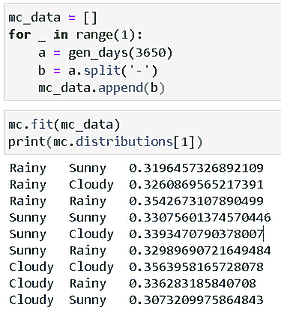 mc_data = []
for _ in range(1):
    a = gen_days(3650)
    b = a.split('-')
    mc_data.append(b)
mc.fit(mc_data)
print(mc.distributions[1])
Rainy Sunny 0.3196457326892109
Rainy Cloudy 0.3260869565217391
Rainy Rainy 0.3542673107890499
Sunny Sunny 0.33075601374570446
Sunny Cloudy 0.3393470790378007
Sunny Rainy 0.32989690721649484
Cloudy Cloudy 0.3563958165728078
Cloudy Rainy 0.336283185840708
Cloudy Sunny 0.3073209975864843